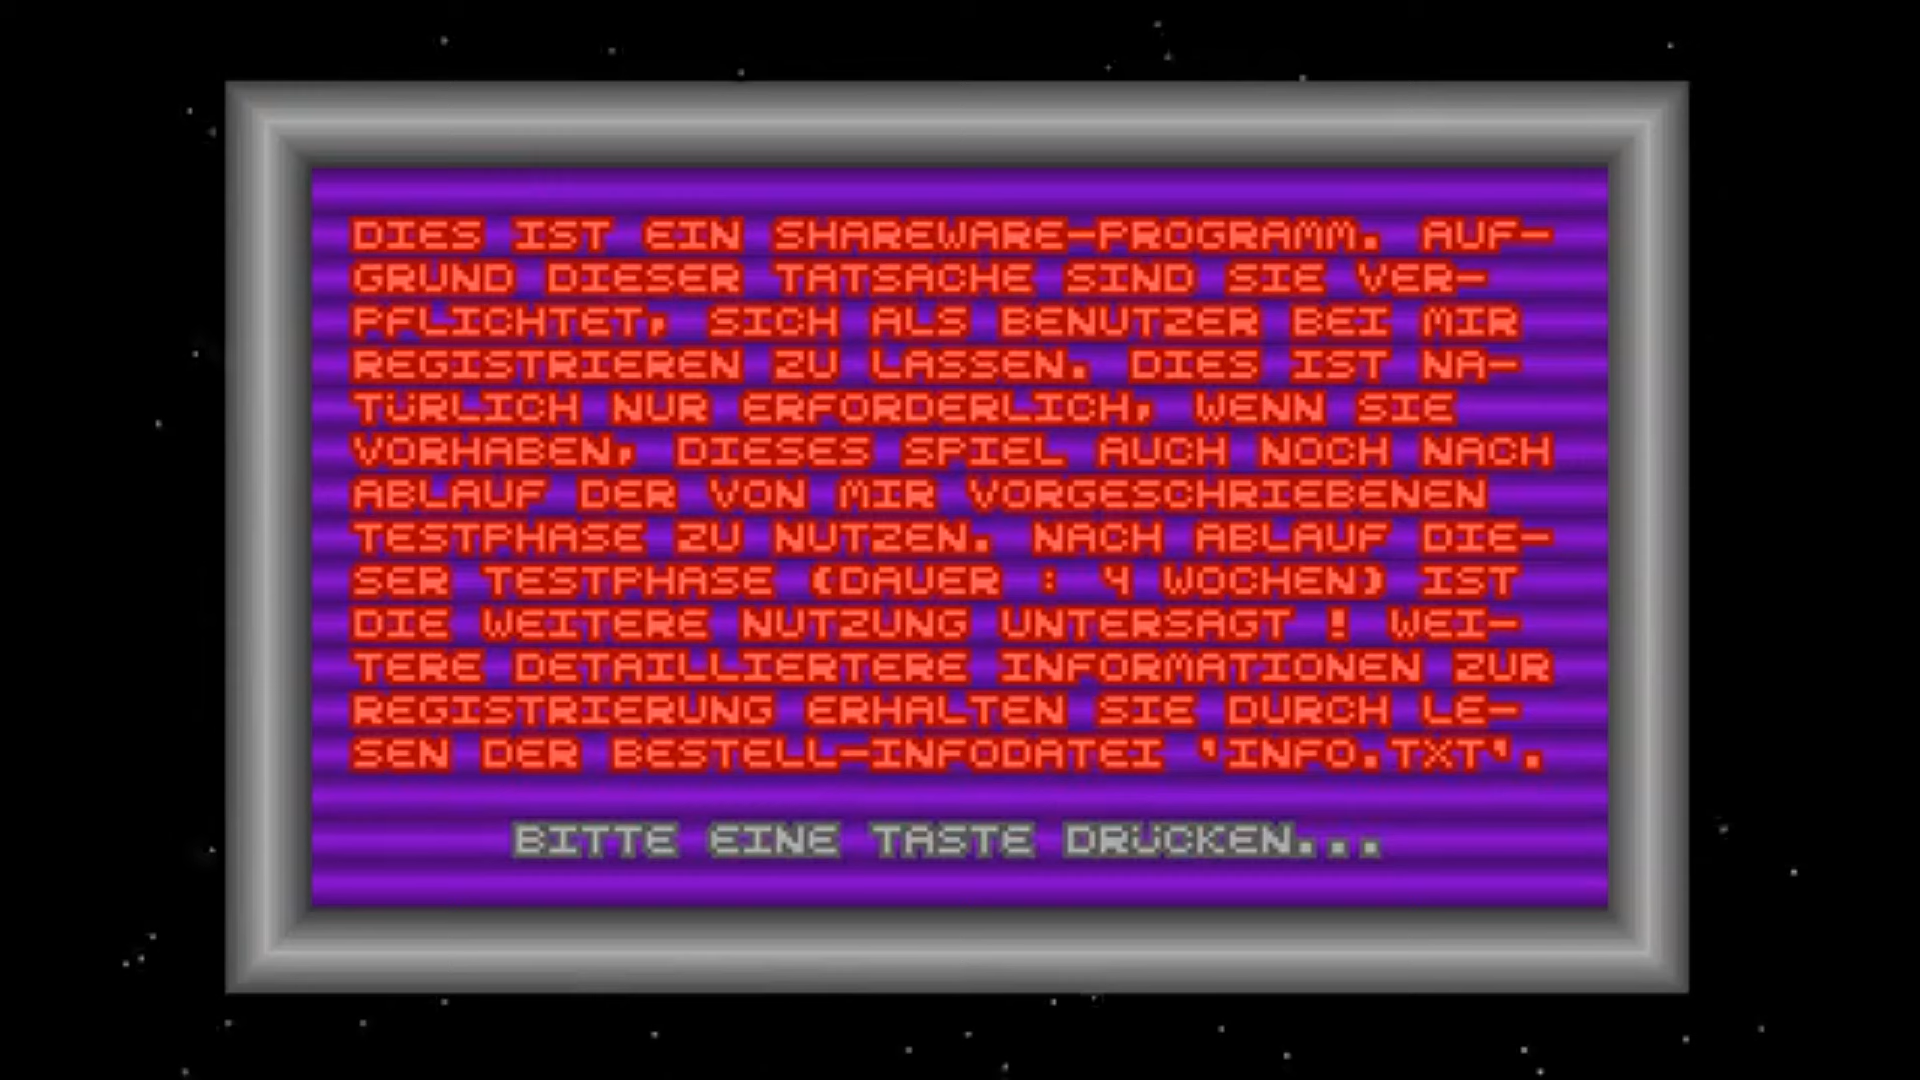 DIES IST EIN SHAREWARE-PROGRAMM. AUF-
GRUND DIESER TATSACHE SIND SIE VER-
PFLICHTET, SICH ALS BENUTZER BEI MIR
REGISTRIEREN ZU LASSEN. DIES IST NA-
TÜRLICH NUR ERFORDERLICH, WENN SIE
VORHABEN, DIESES SPIEL AUCH NOCH NACH
ABLAUF DER VON MIR VORGESCHRIEBENEN
TESTPHASE ZU NUTZEN. NACH ABLAUF DIE-
SER TESTPHASE (DAUER : 4 WOCHEN) IST
DIE WEITERE NUTZUNG UNTERSAGT ! WEI-
TERE DETAILLIERTERE INFORMATIONEN ZUR
REGISTRIERUNG ERHALTEN SIE DURCH LE-
SEN DER BESTELL-INFODATEI 'INFO.TXT'.
BITTE EINE TASTE DRÜCKEN...